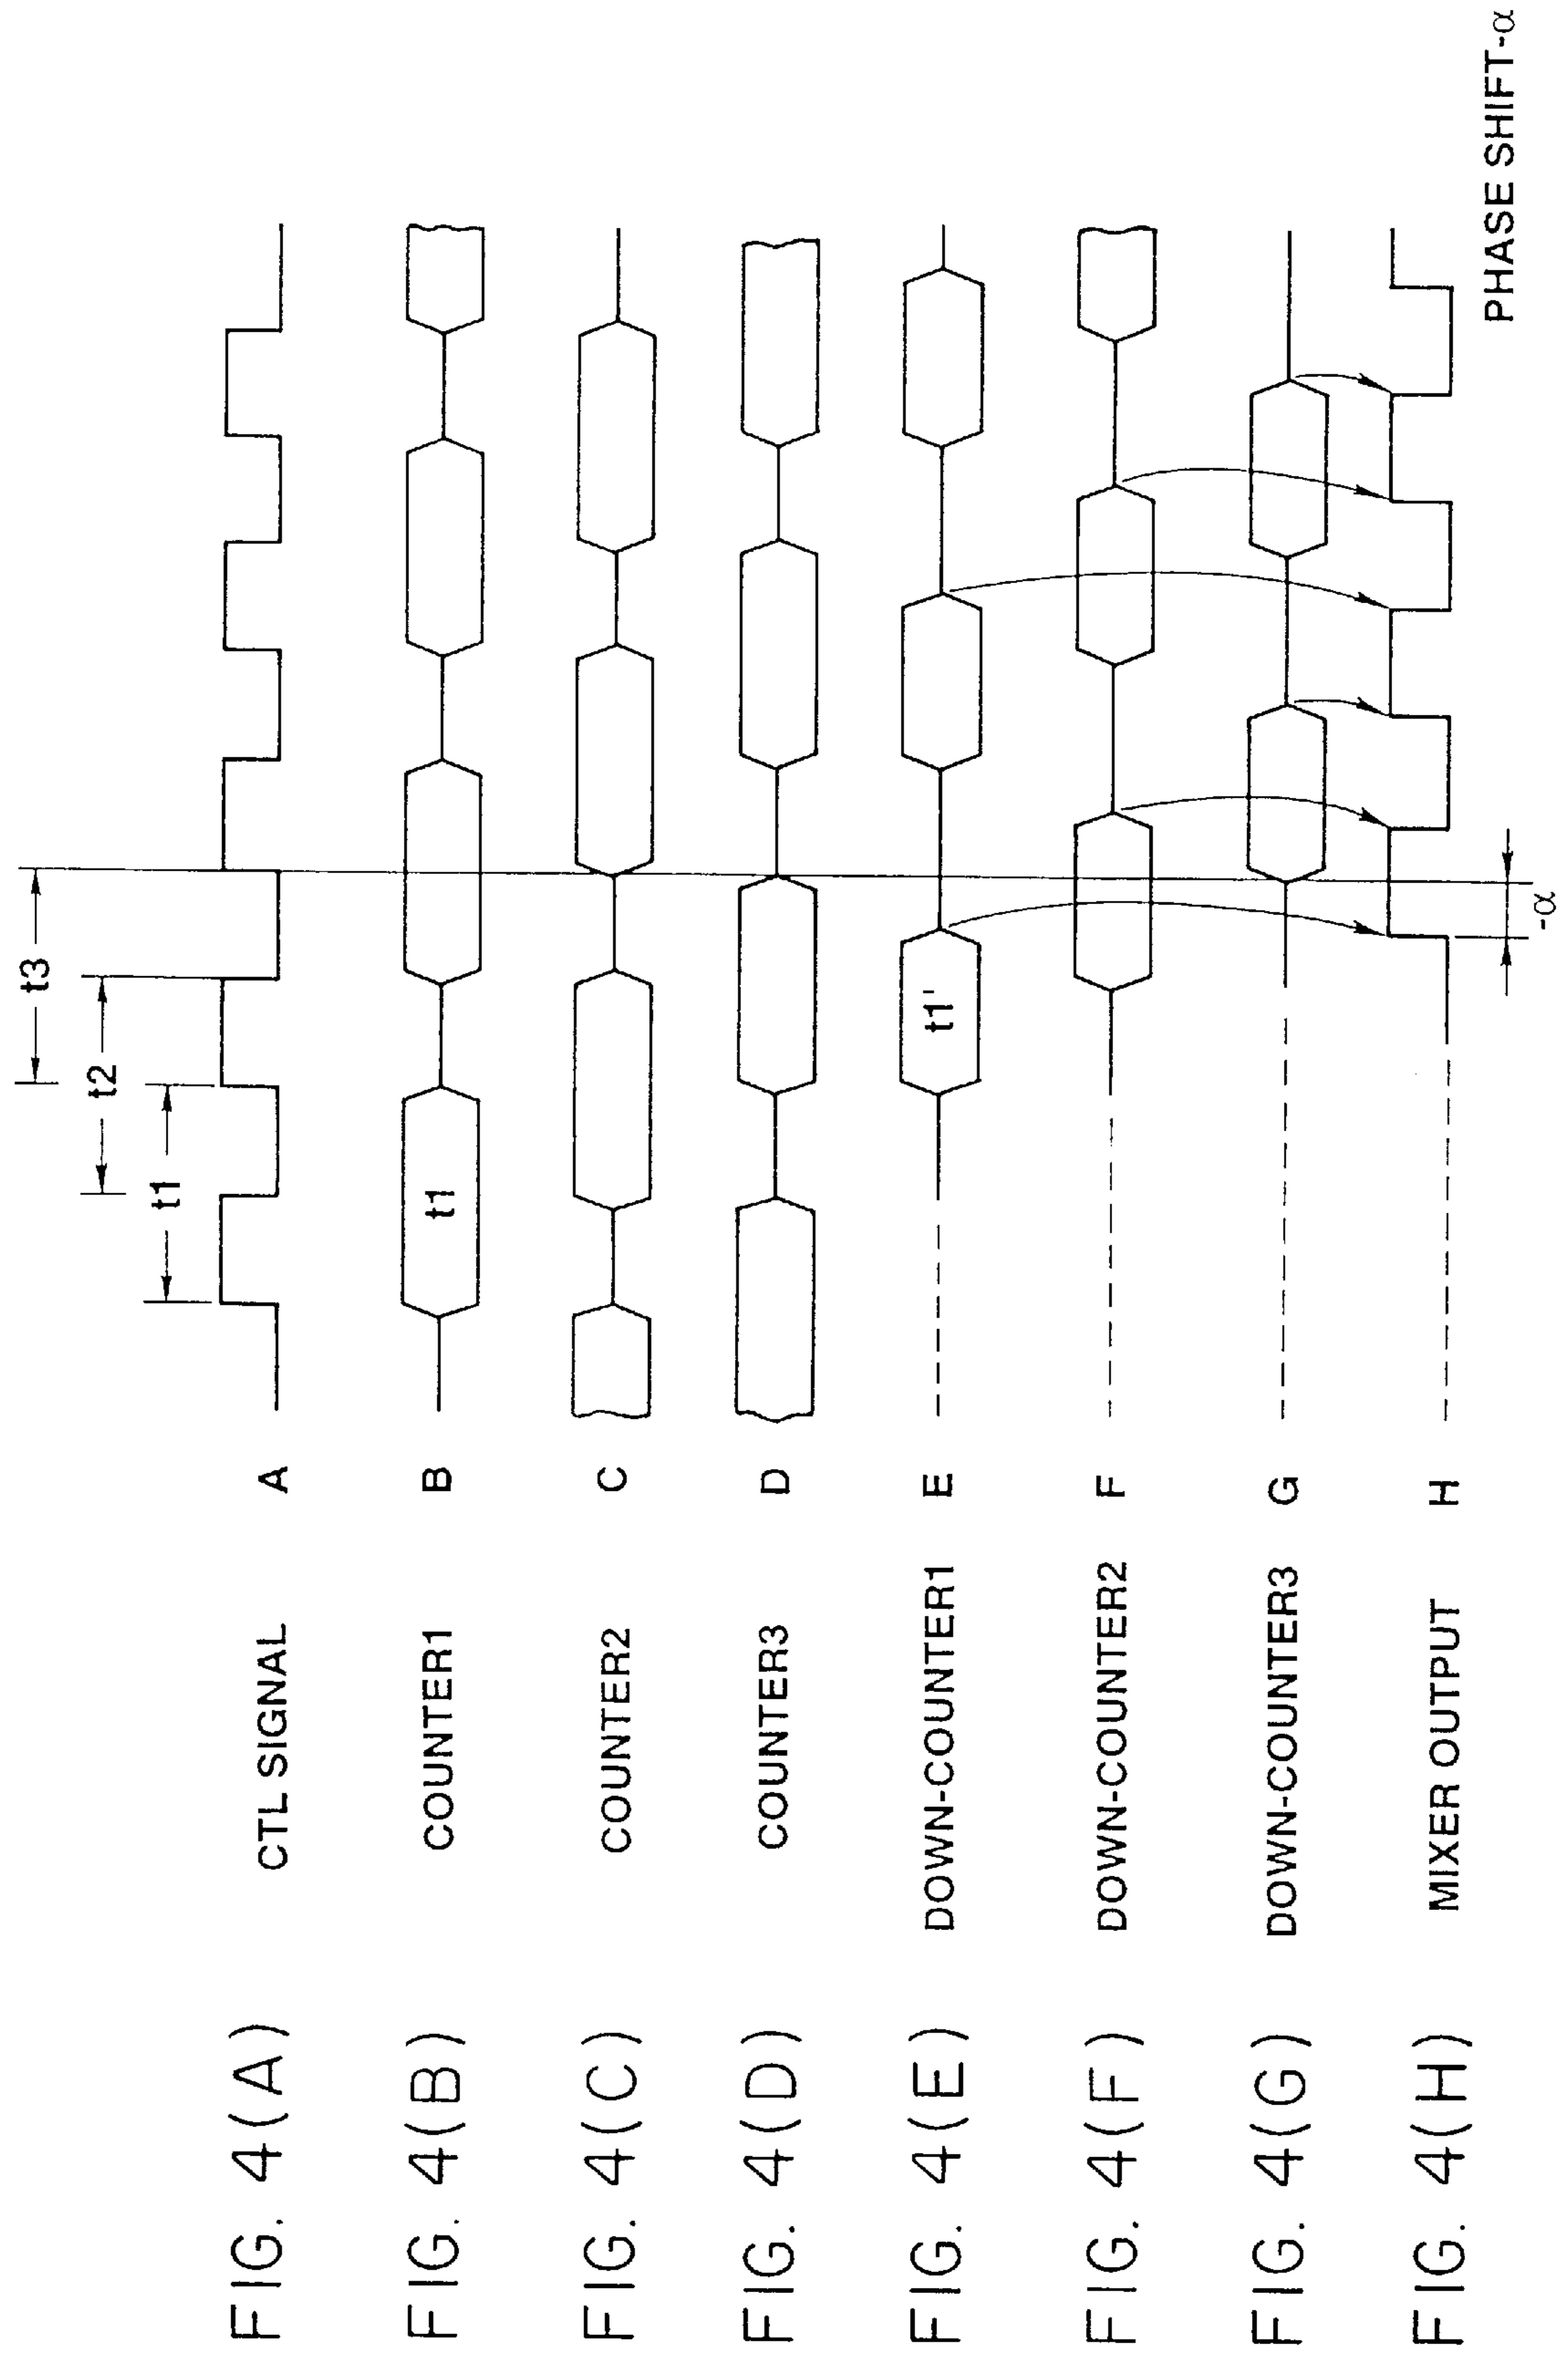 t3
t2
t1
FIG. 4(A) CTL SIGNAL A
FIG. 4(B) COUNTER1 B t1
FIG. 4(C) COUNTER2 C
FIG. 4(D) COUNTER3 D
FIG. 4(E) DOWN-COUNTER1 E t1'
FIG. 4(F) DOWN-COUNTER2 F
FIG. 4(G) DOWN-COUNTER3 G
FIG. 4(H) MIXER OUTPUT H
-α
PHASE SHIFT-α